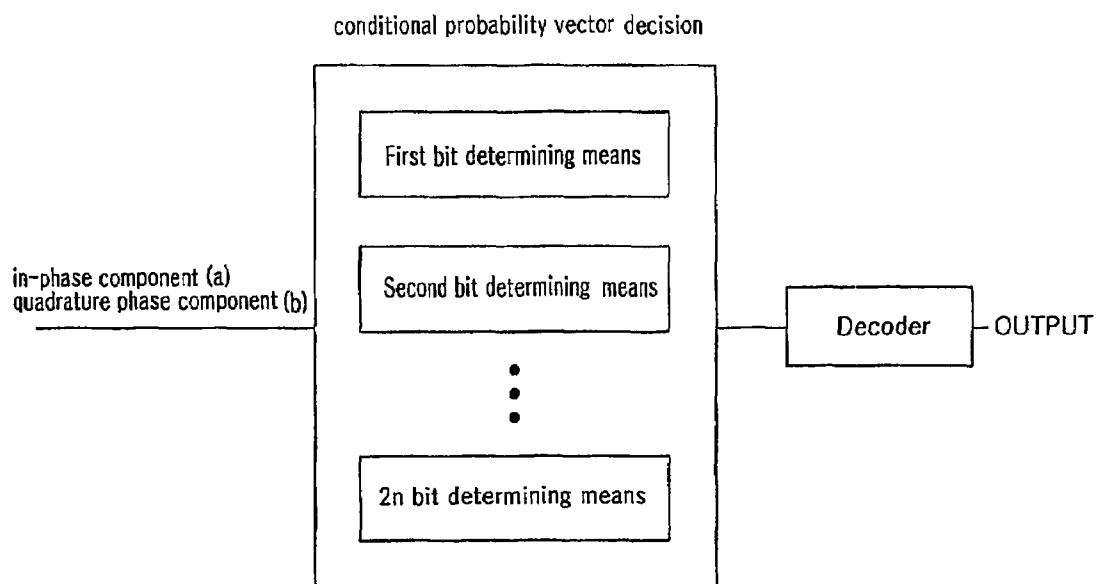 conditional probability vector decision
First bit determining means
in-phase component (a)
quadrature phase component (b)
Second bit determining means
Decoder
OUTPUT
2n bit determining means